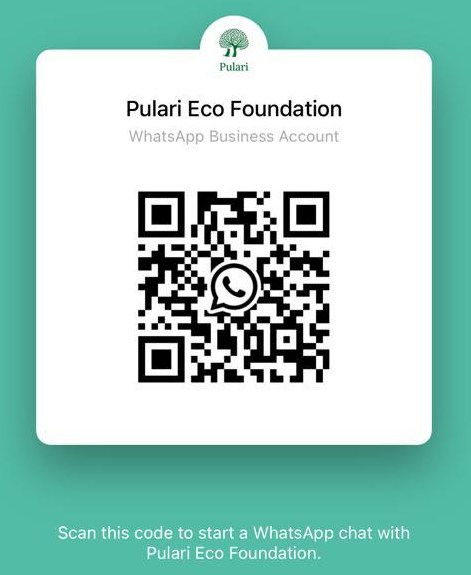 Pulari
Pulari Eco Foundation
WhatsApp Business Account
Scan this code to start a WhatsApp chat with
Pulari Eco Foundation.